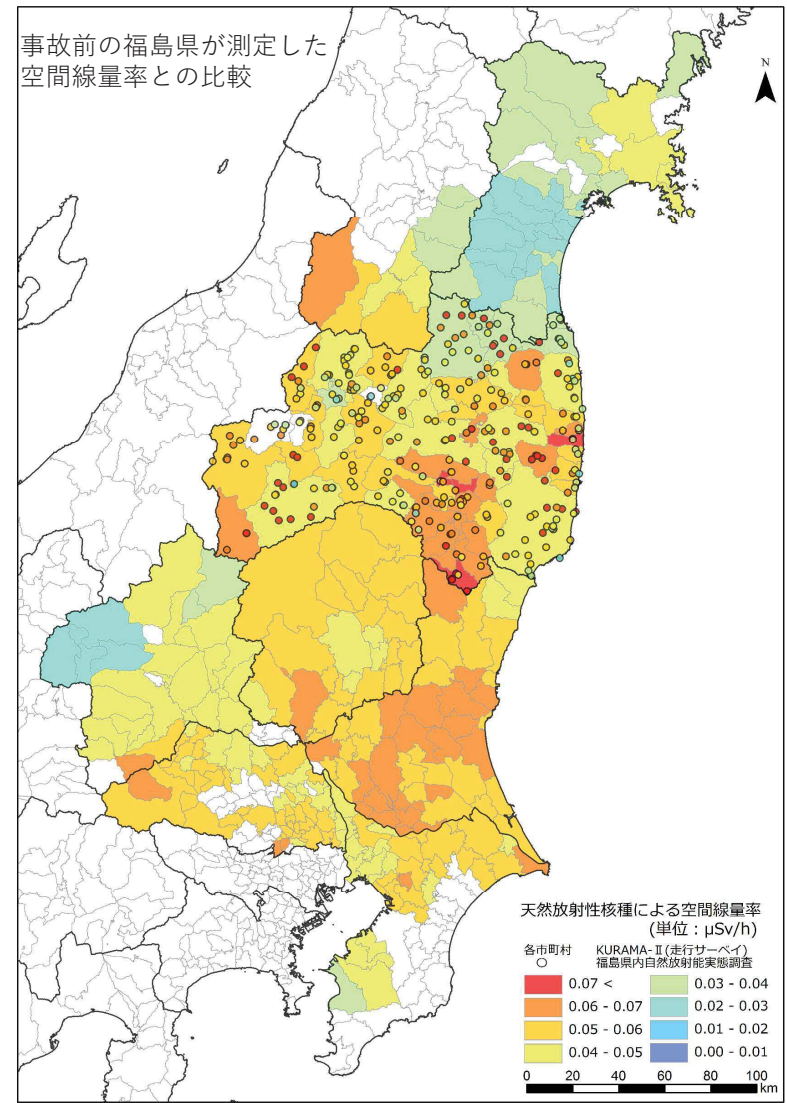 事故前の福島県が測定した
空間線量率との比較
N
天然放射性核種による空間線量率
(単位：μSv/h)
各市町村 KURAMA-Ⅱ(走行サーベイ)
○ 福島県内自然放射能実態調査
0.07 < 0.03 - 0.04
0.06 - 0.07 0.02 - 0.03
0.05 - 0.06 0.01 - 0.02
0.04 - 0.05 0.00 - 0.01
0 20 40 60 80 100
km